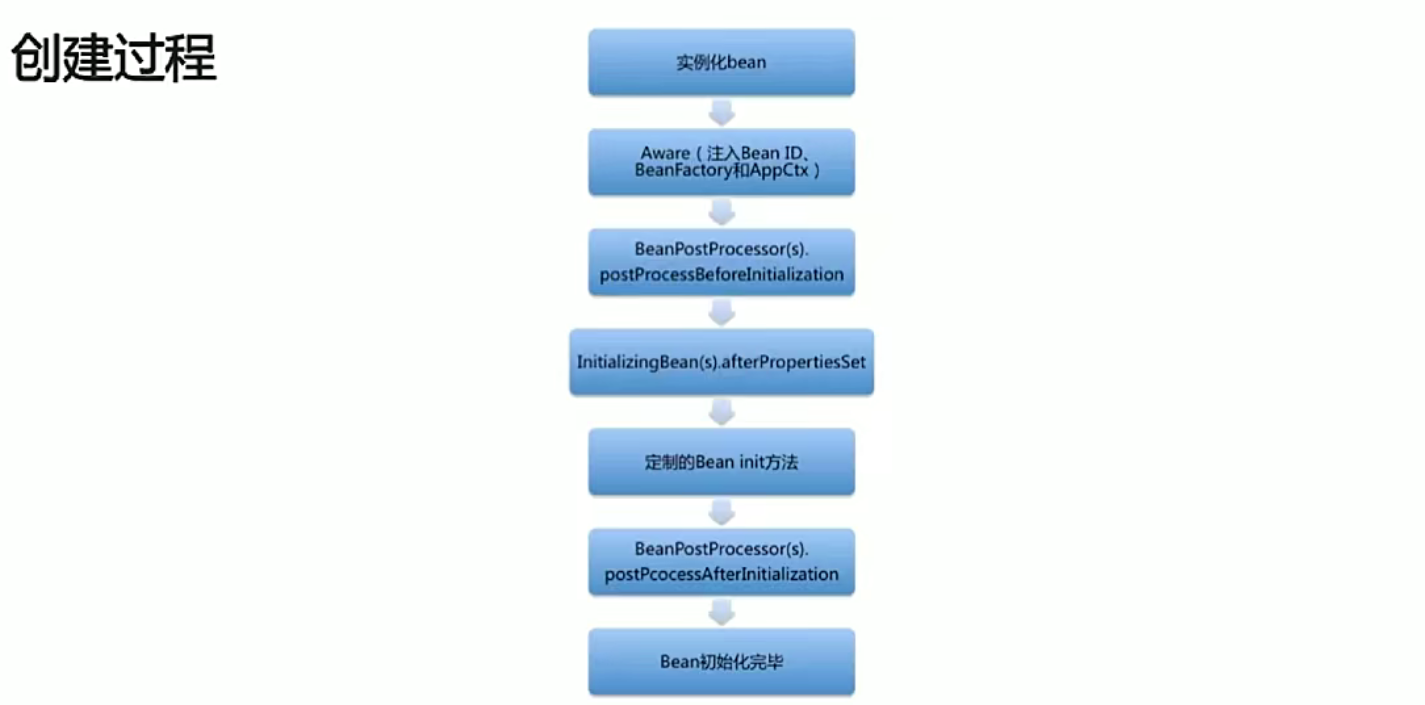 创建过程
实例化bean
Aware（注入Bean ID、
BeanFactory和AppCtx）
BeanPostProcessor(s).
postProcessBeforeInitialization
InitializingBean(s).afterPropertiesSet
定制的Bean init方法
BeanPostProcessor(s).
postPcocessAfterInitialization
Bean初始化完毕